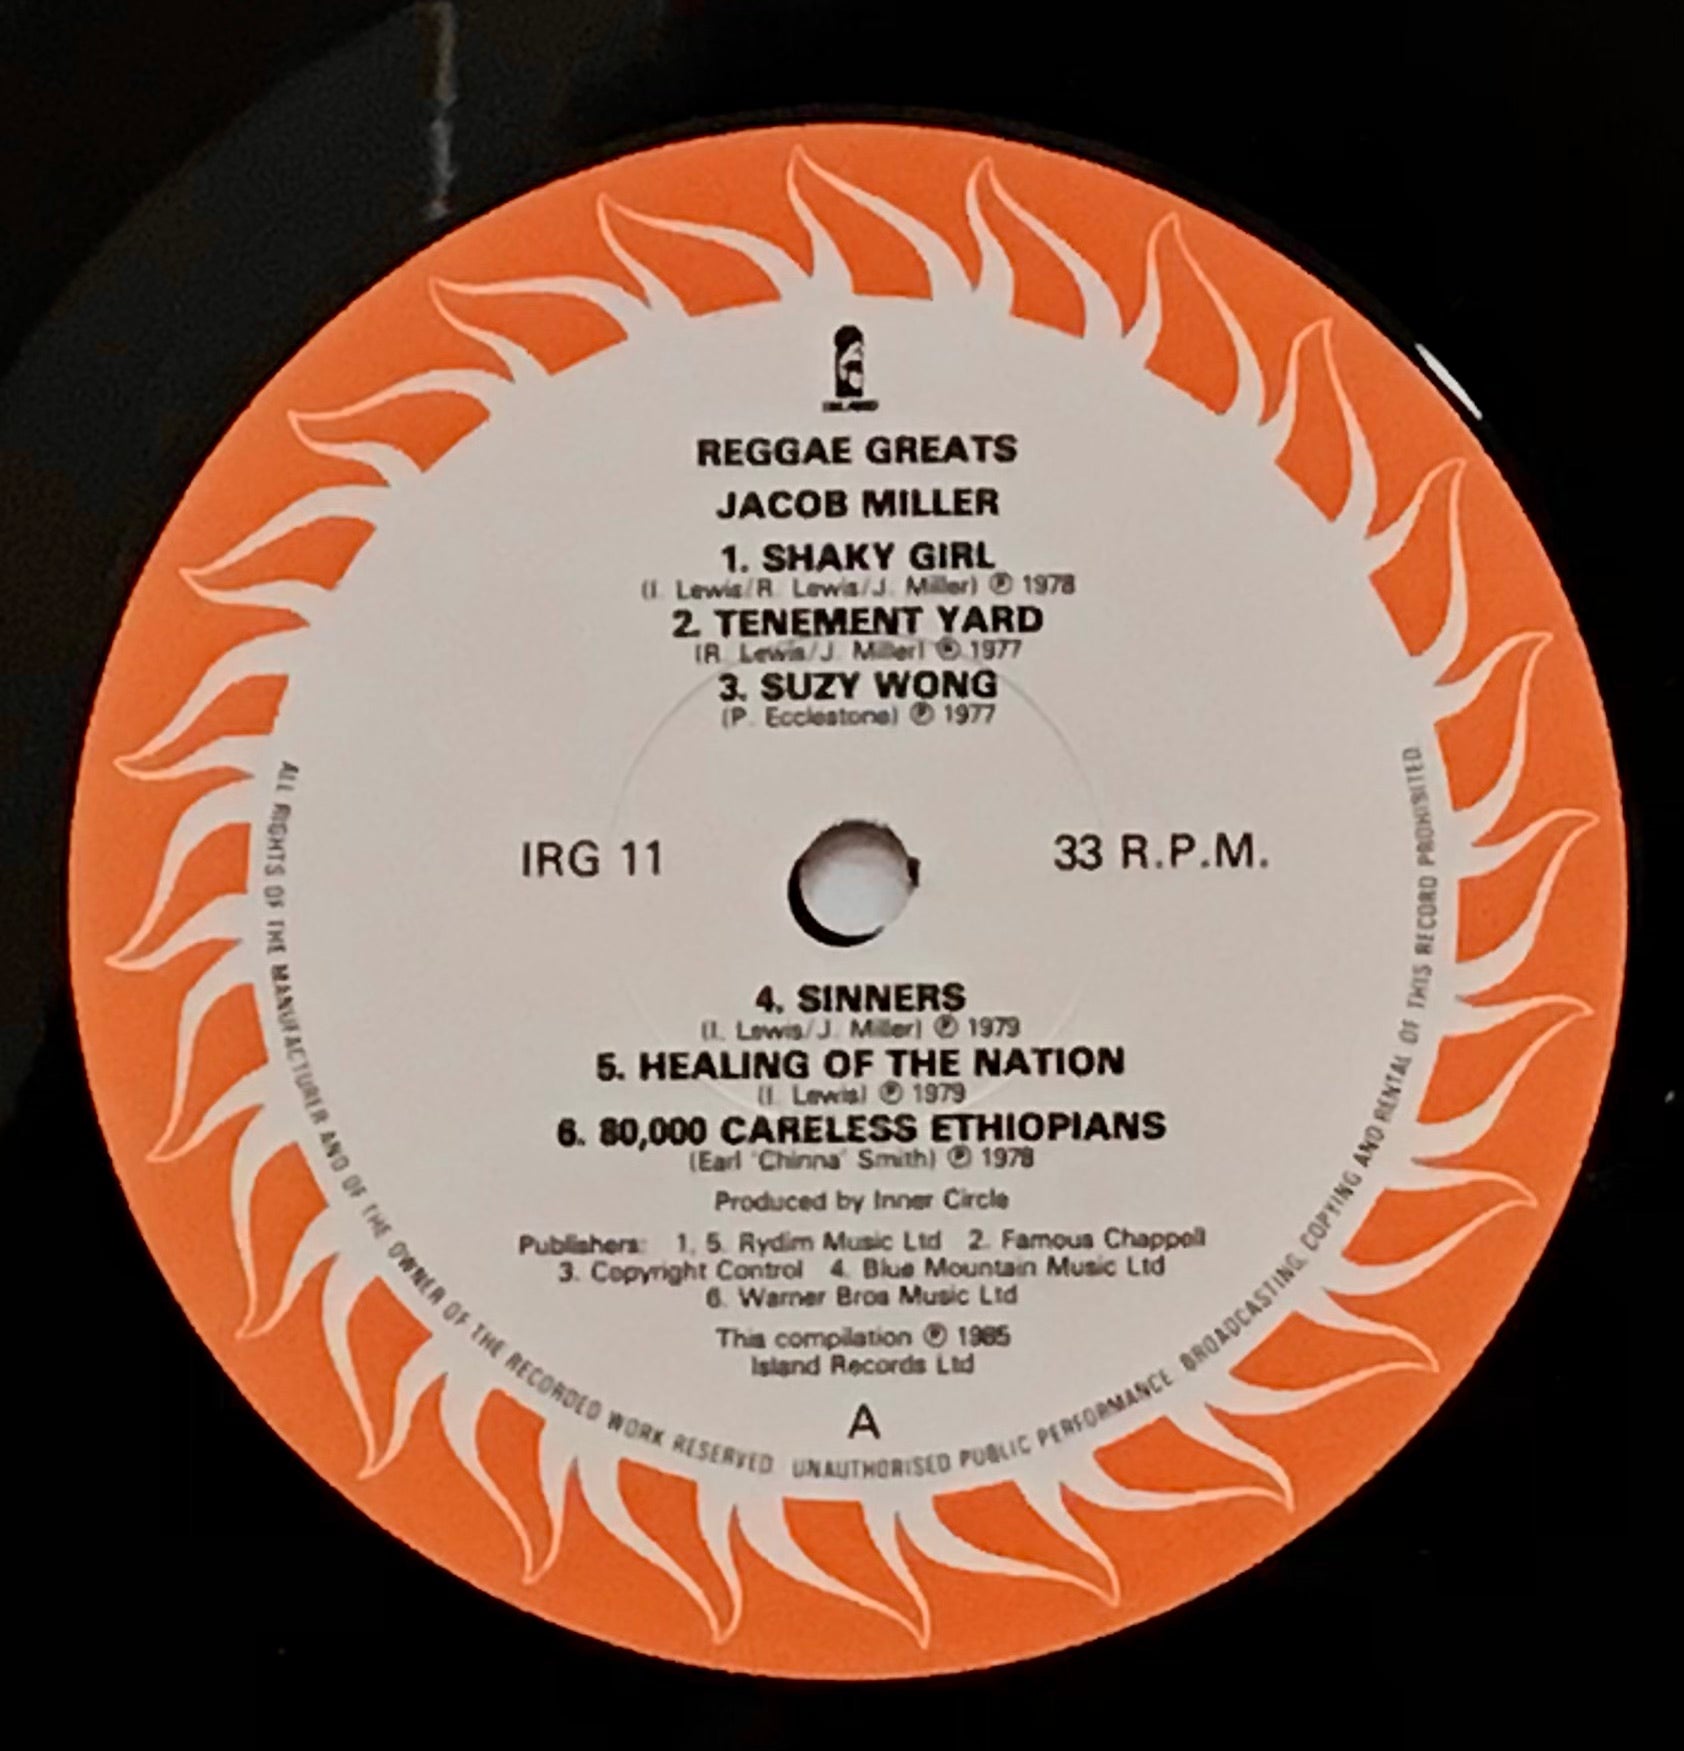 ISLAND
REGGAE GREATS
JACOB MILLER
1. SHAKY GIRL
(I. Lewis/R. Lewis/J. Miller) ℗ 1978
2. TENEMENT YARD
(R. Lewis/J. Miller) ℗ 1977
3. SUZY WONG
(P. Ecclestone) ℗ 1977
IRG 11
33 R.P.M.
4. SINNERS
(I. Lewis/J. Miller) ℗ 1979
5. HEALING OF THE NATION
(I. Lewis) ℗ 1979
6. 80,000 CARELESS ETHIOPIANS
(Earl 'Chinna' Smith) ℗ 1978
Produced by Inner Circle
Publishers: 1, 5. Rydim Music Ltd 2. Famous Chappell
3. Copyright Control 4. Blue Mountain Music Ltd
6. Warner Bros Music Ltd
This compilation ℗ 1985
Island Records Ltd
A
ALL RIGHTS OF THE MANUFACTURER AND OF THE OWNER OF THE RECORDED WORK RESERVED. UNAUTHORISED PUBLIC PERFORMANCE, BROADCASTING, COPYING AND RENTAL OF THIS RECORD PROHIBITED.